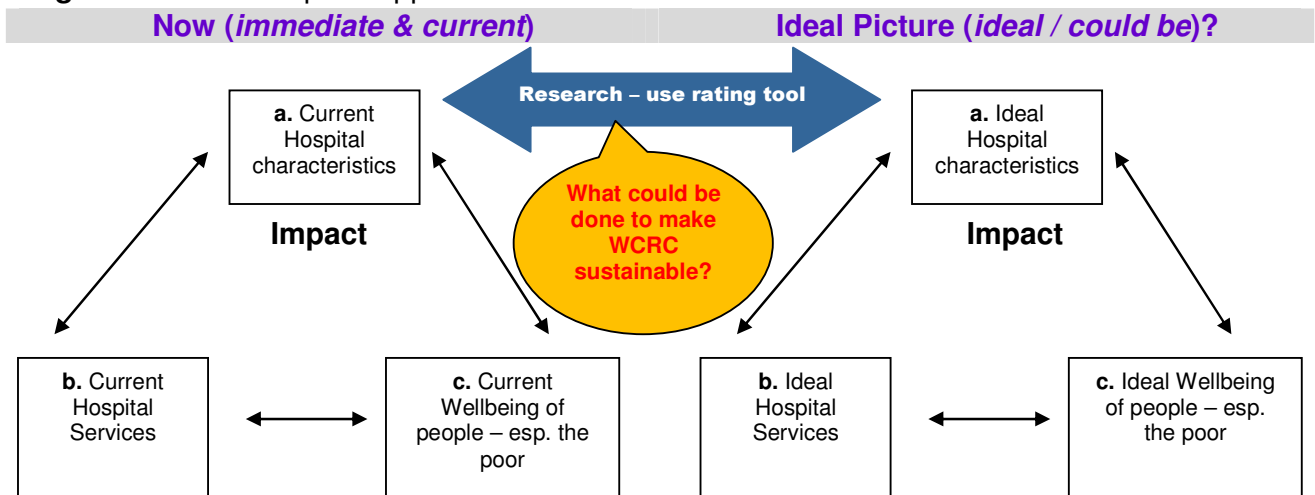 Now (immediate & current)
Ideal Picture (ideal / could be)?
Research – use rating tool
a. Current
Hospital
characteristics
Impact
What could be
done to make
WCRC
sustainable?
a. Ideal
Hospital
characteristics
Impact
b. Current
Hospital
Services
c. Current
Wellbeing of
people – esp. the
poor
b. Ideal
Hospital
Services
c. Ideal Wellbeing
of people – esp.
the poor